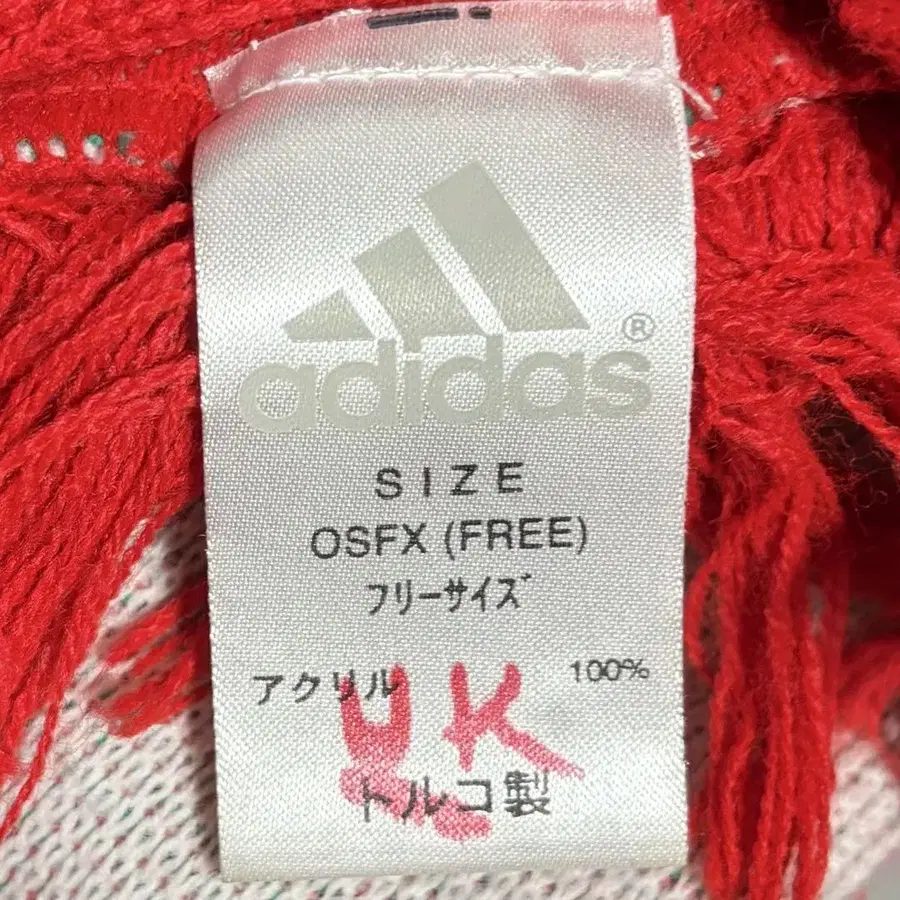 adidas®
SIZE
OSFX (FREE)
フリーサイズ
アクリル 100%
UK
トルコ製